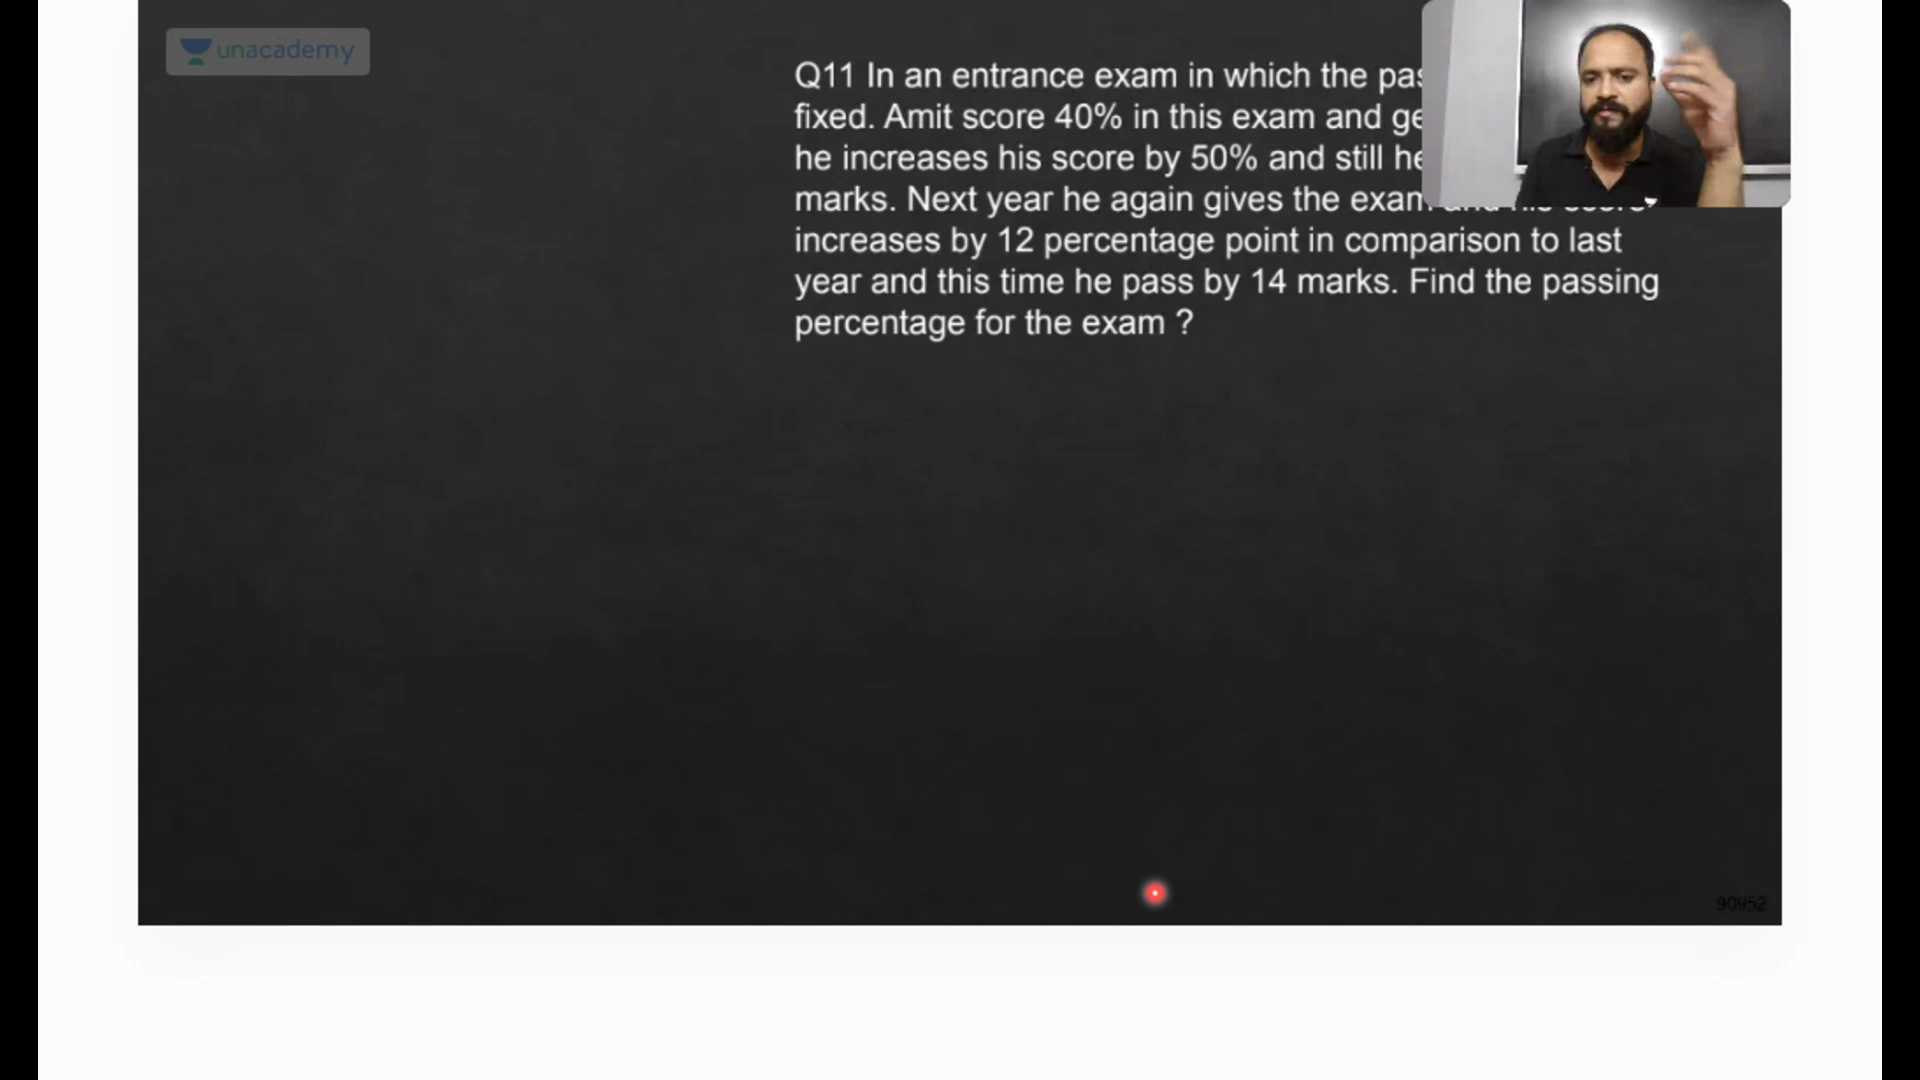 unacademy
Q11 In an entrance exam in which the
fixed. Amit score 40% in this exam and
he increases his score by 50% and still
marks. Next year he again gives the exam
increases by 12 percentage point in comparison to last
year and this time he pass by 14 marks. Find the passing
percentage for the exam ?
90952